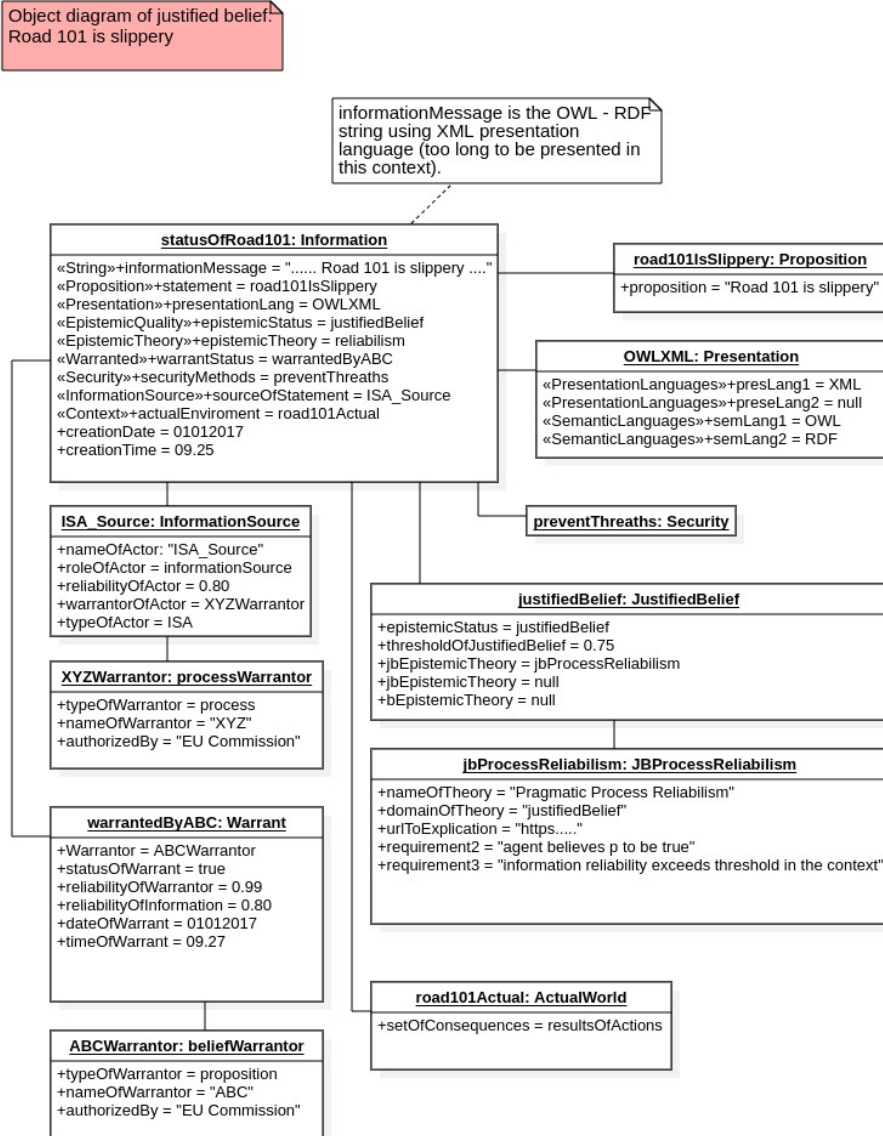 Object diagram of justified belief:
Road 101 is slippery
informationMessage is the OWL - RDF
string using XML presentation
language (too long to be presented in
this context).
statusOfRoad101: Information
«String»+informationMessage = "...... Road 101 is slippery ...."
«Proposition»+statement = road101IsSlippery
«Presentation»+presentationLang = OWLXML
«EpistemicQuality»+epistemicStatus = justifiedBelief
«EpistemicTheory»+epistemicTheory = reliabilism
«Warranted»+warrantStatus = warrantedByABC
«Security»+securityMethods = preventThreaths
«InformationSource»+sourceOfStatement = ISA_Source
«Context»+actualEnviroment = road101Actual
+creationDate = 01012017
+creationTime = 09.25
road101IsSlippery: Proposition
+proposition = "Road 101 is slippery"
OWLXML: Presentation
«PresentationLanguages»+presLang1 = XML
«PresentationLanguages»+preseLang2 = null
«SemanticLanguages»+semLang1 = OWL
«SemanticLanguages»+semLang2 = RDF
ISA_Source: InformationSource
+nameOfActor: "ISA_Source"
+roleOfActor = informationSource
+reliabilityOfActor = 0.80
+warrantorOfActor = XYZWarrantor
+typeOfActor = ISA
preventThreaths: Security
justifiedBelief: JustifiedBelief
+epistemicStatus = justifiedBelief
+thresholdOfJustifiedBelief = 0.75
+jbEpistemicTheory = jbProcessReliabilism
+jbEpistemicTheory = null
+bEpistemicTheory = null
XYZWarrantor: processWarrantor
+typeOfWarrantor = process
+nameOfWarrantor = "XYZ"
+authorizedBy = "EU Commission"
jbProcessReliabilism: JBProcessReliabilism
+nameOfTheory = "Pragmatic Process Reliabilism"
+domainOfTheory = "justifiedBelief"
+urlToExplication = "https....."
+requirement2 = "agent believes p to be true"
+requirement3 = "information reliability exceeds threshold in the context"
warrantedByABC: Warrant
+Warrantor = ABCWarrantor
+statusOfWarrant = true
+reliabilityOfWarrantor = 0.99
+reliabilityOfInformation = 0.80
+dateOfWarrant = 01012017
+timeOfWarrant = 09.27
road101Actual: ActualWorld
+setOfConsequences = resultsOfActions
ABCWarrantor: beliefWarrantor
+typeOfWarrantor = proposition
+nameOfWarrantor = "ABC"
+authorizedBy = "EU Commission"